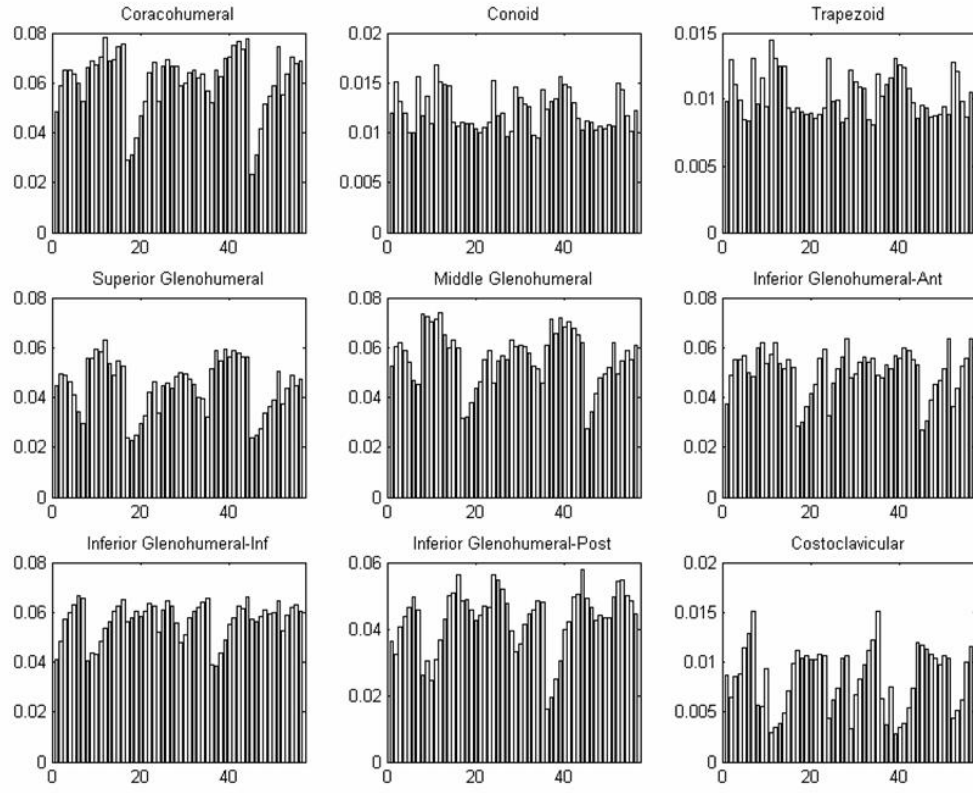 Coracohumeral
0.08
0.06
0.04
0.02
0
0 20 40
Conoid
0.02
0.015
0.01
0.005
0
0 20 40
Trapezoid
0.015
0.01
0.005
0
0 20 40
Superior Glenohumeral
0.08
0.06
0.04
0.02
0
0 20 40
Middle Glenohumeral
0.08
0.06
0.04
0.02
0
0 20 40
Inferior Glenohumeral-Ant
0.08
0.06
0.04
0.02
0
0 20 40
Inferior Glenohumeral-Inf
0.08
0.06
0.04
0.02
0
0 20 40
Inferior Glenohumeral-Post
0.06
0.04
0.02
0
0 20 40
Costoclavicular
0.02
0.015
0.01
0.005
0
0 20 40